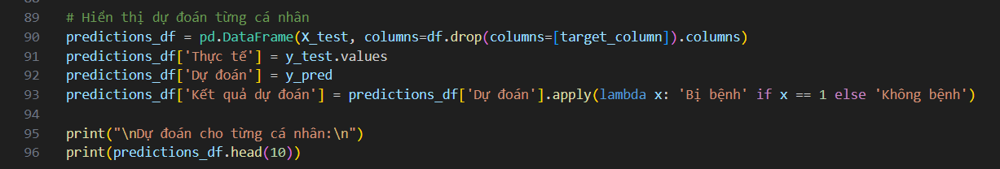 89 # Hiển thị dự đoán từng cá nhân
90 predictions_df = pd.DataFrame(X_test, columns=df.drop(columns=[target_column]).columns)
91 predictions_df['Thực tế'] = y_test.values
92 predictions_df['Dự đoán'] = y_pred
93 predictions_df['Kết quả dự đoán'] = predictions_df['Dự đoán'].apply(lambda x: 'Bị bệnh' if x == 1 else 'Không bệnh')
94
95 print("\nDự đoán cho từng cá nhân:\n")
96 print(predictions_df.head(10))